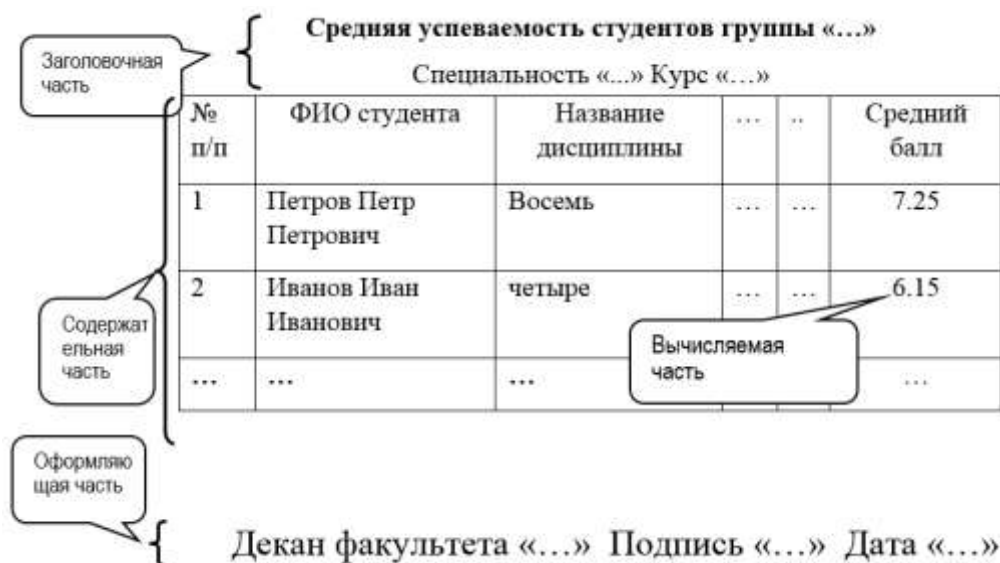 Средняя успеваемость студентов группы «…»
Заголовочная
часть
Специальность «...» Курс «…»
№
п/п
ФИО студента
Название
дисциплины
…
..
Средний
балл
1
Петров Петр
Петрович
Восемь
…
…
7.25
2
Иванов Иван
Иванович
четыре
…
…
6.15
Содержат
ельная
часть
Вычисляемая
часть
…
…
…
…
Оформляю
щая часть
Декан факультета «…» Подпись «…» Дата «…»